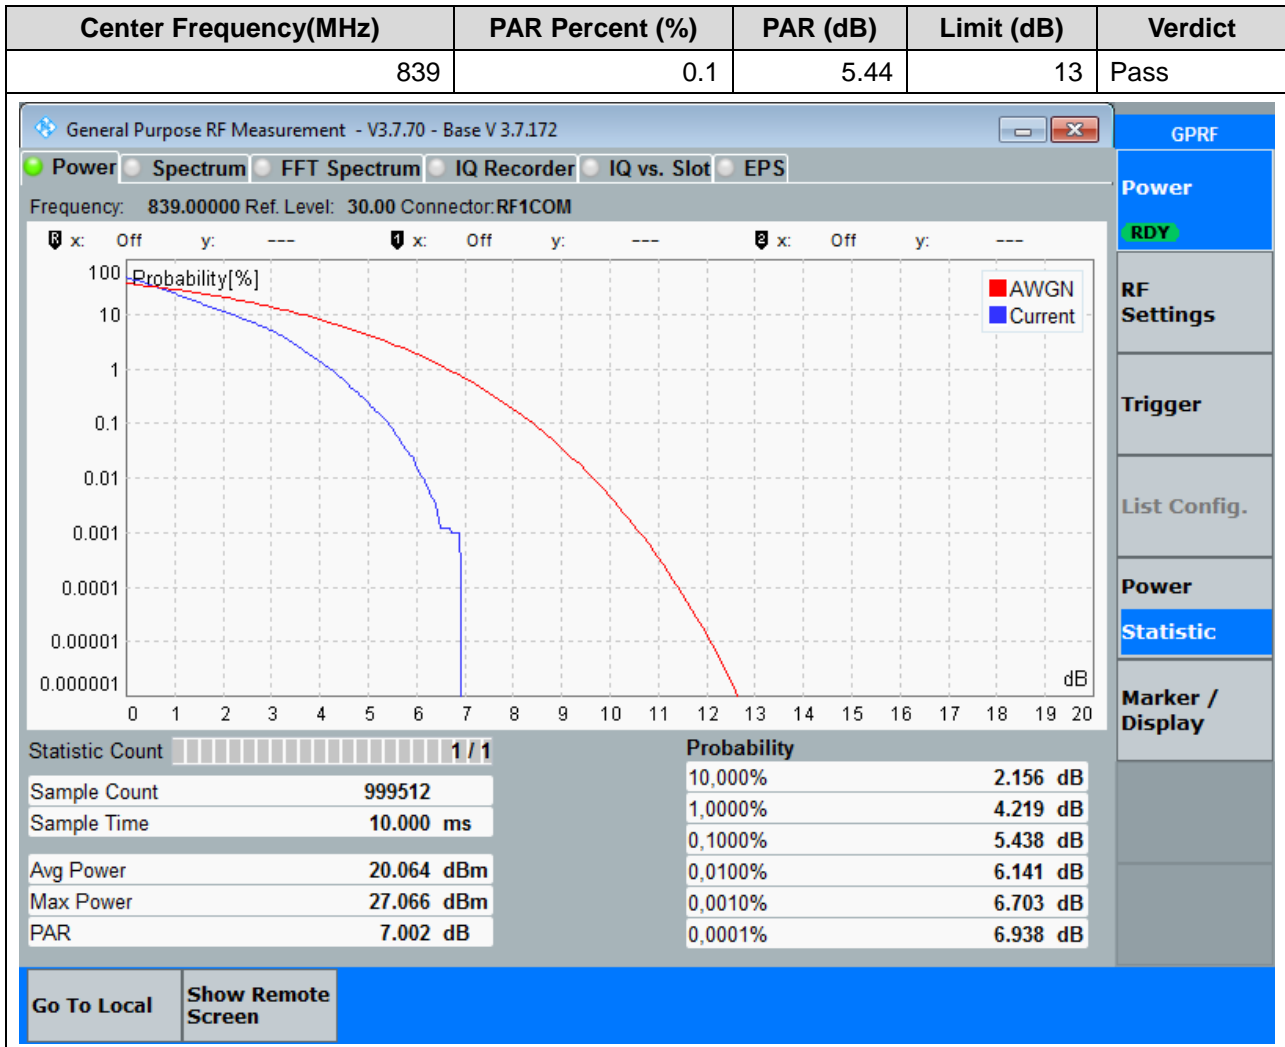 Center Frequency(MHz) PAR Percent (%) PAR (dB) Limit (dB) Verdict
839 0.1 5.44 13 Pass
General Purpose RF Measurement - V3.7.70 - Base V 3.7.172
GPRF
Power Spectrum FFT Spectrum IQ Recorder IQ vs. Slot EPS
Power
RDY
Frequency: 839.00000 Ref. Level: 30.00 Connector: RF1COM
R x: Off y: --- 1 x: Off y: --- 2 x: Off y: ---
Probability[%]
AWGN
Current
100
10
1
0.1
0.01
0.001
0.0001
0.00001
0.000001
dB
0 1 2 3 4 5 6 7 8 9 10 11 12 13 14 15 16 17 18 19 20
RF
Settings
Trigger
List Config.
Power
Statistic
Marker /
Display
Statistic Count 1 / 1
Sample Count 999512
Sample Time 10.000 ms
Avg Power 20.064 dBm
Max Power 27.066 dBm
PAR 7.002 dB
Probability
10,000% 2.156 dB
1,0000% 4.219 dB
0,1000% 5.438 dB
0,0100% 6.141 dB
0,0010% 6.703 dB
0,0001% 6.938 dB
Go To Local
Show Remote
Screen